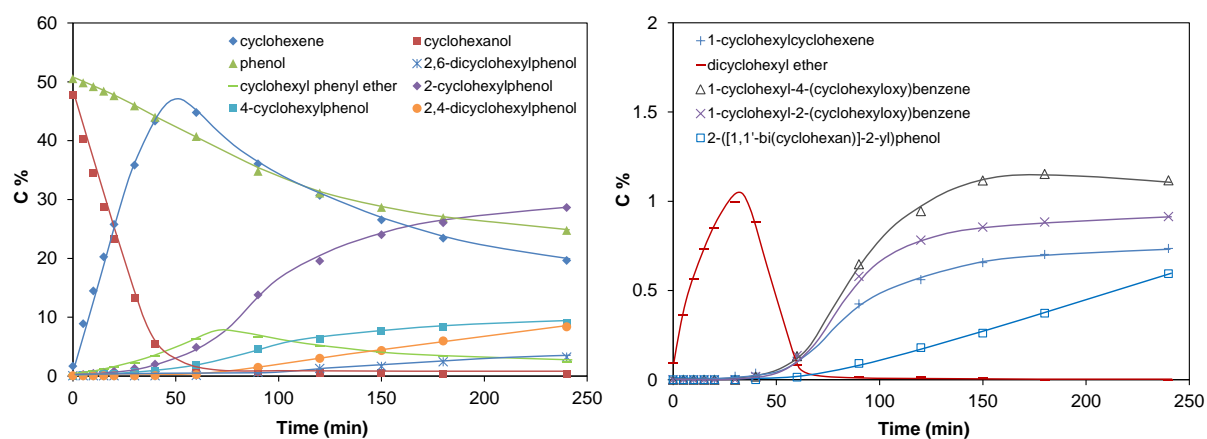 60
50
40
30
20
10
0
C %
cyclohexene
cyclohexanol
phenol
2,6-dicyclohexylphenol
cyclohexyl phenyl ether
2-cyclohexylphenol
4-cyclohexylphenol
2,4-dicyclohexylphenol
0
50
100
150
200
250
Time (min)
2
1.5
1
0.5
0
C %
1-cyclohexylcyclohexene
dicyclohexyl ether
1-cyclohexyl-4-(cyclohexyloxy)benzene
1-cyclohexyl-2-(cyclohexyloxy)benzene
2-([1,1'-bi(cyclohexan)]-2-yl)phenol
0
50
100
150
200
250
Time (min)